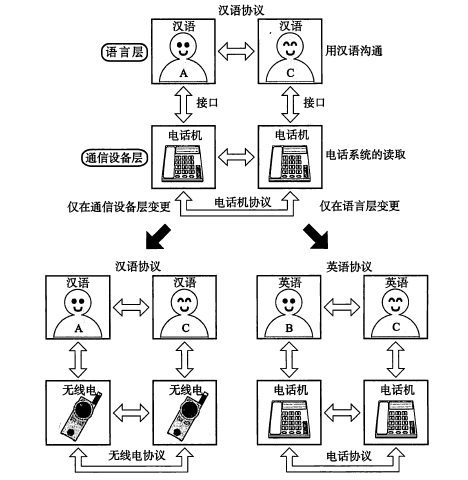 汉语协议
汉语 汉语
语言层 用汉语沟通
A C
接口 接口
电话机 电话机
通信设备层 电话系统的读取
仅在通信设备层变更 电话机协议 仅在语言层变更
汉语协议 英语协议
汉语 汉语 英语 英语
A C B C
无线电 无线电 电话机 电话机
无线电协议 电话协议